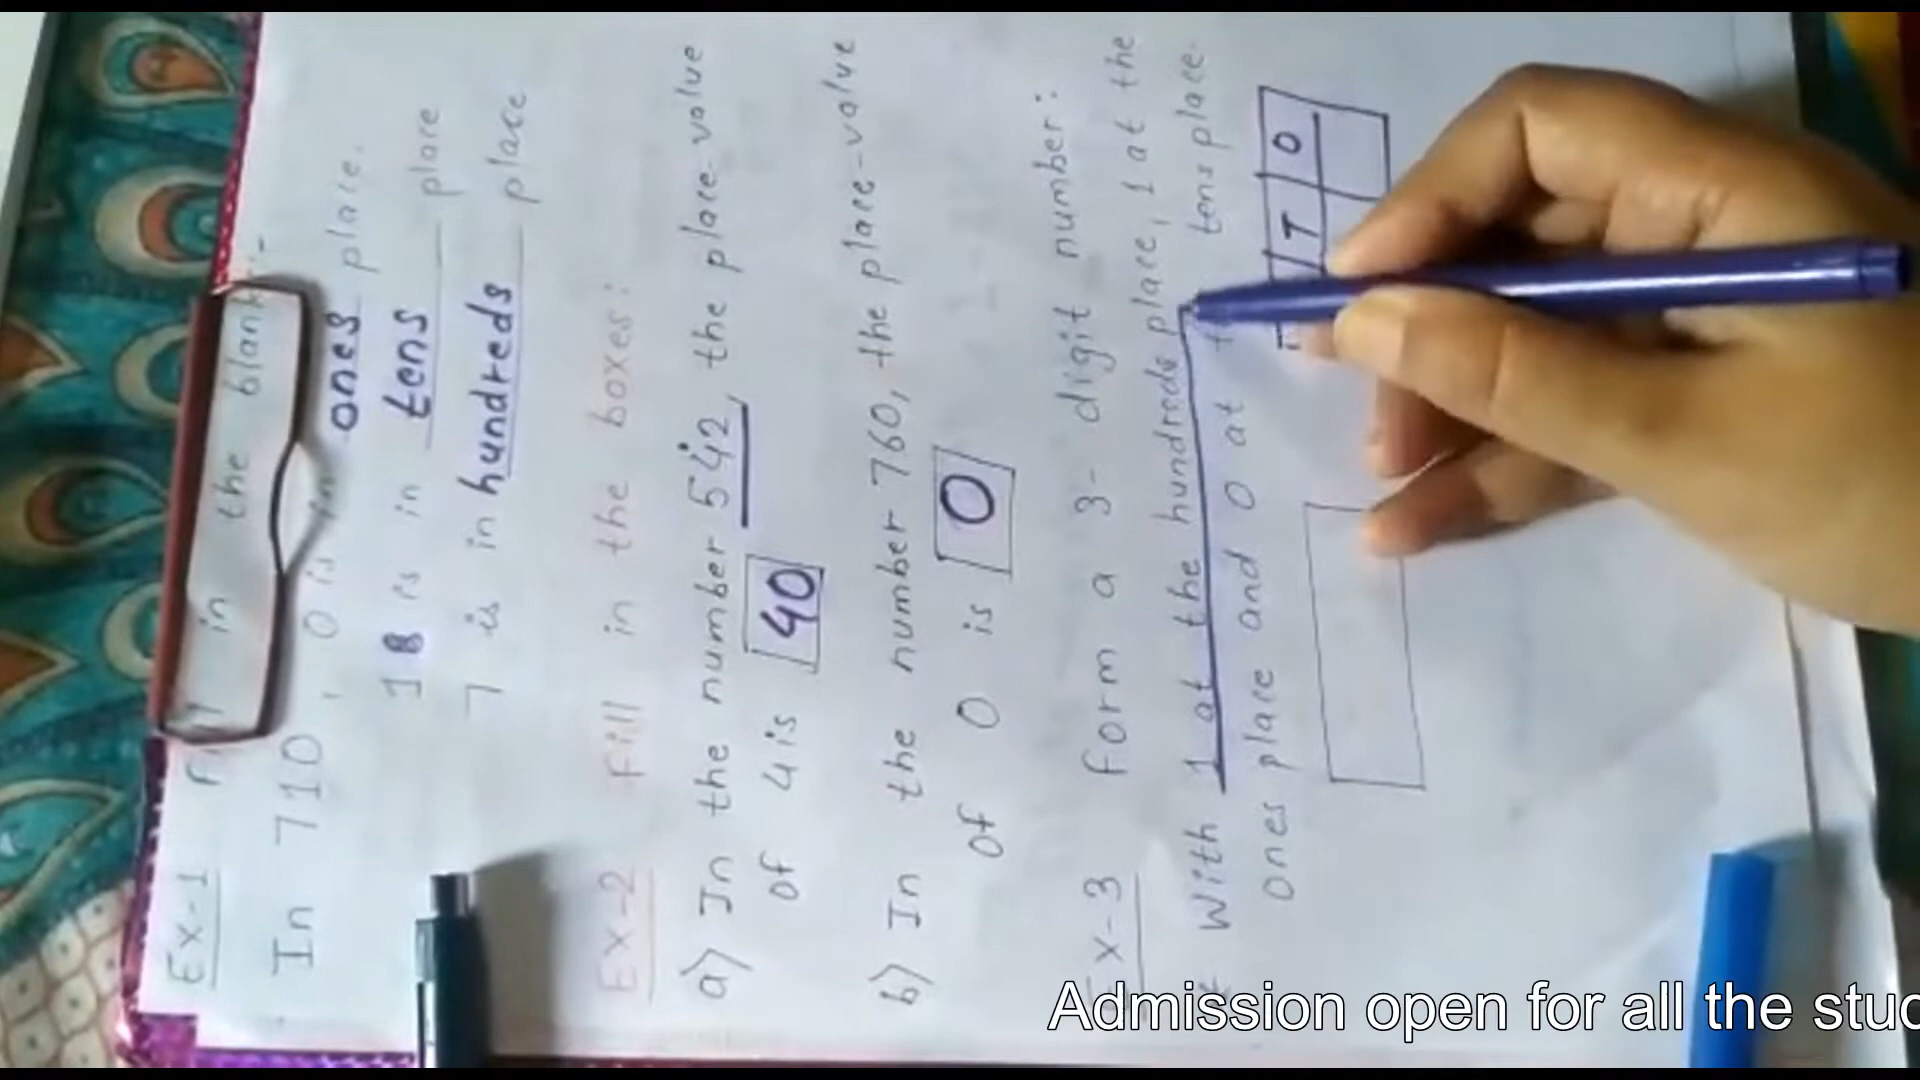 Ex-1 in the blank
In 710, 0 is in ones place.
1 is in tens place
7 is in hundreds place
Ex-2 Fill in the boxes:
a) In the number 542, the place-value
of 4 is 40
b) In the number 760, the place-value
of 0 is 0
Ex-3 Form a 3-digit number:
With 1 at the hundreds place, 1 at the
ones place and 0 at tens place.
T O
Admission open for all the stud